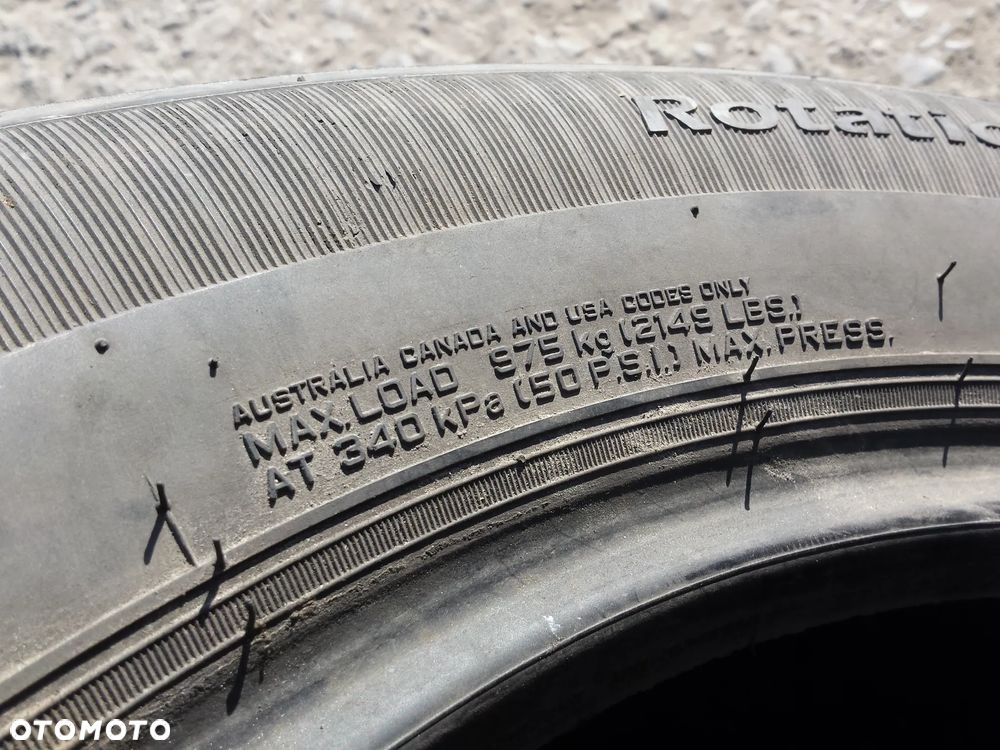 Rotatio
AUSTRALIA CANADA AND USA CODES ONLY
MAX. LOAD 975 kg (2149 LBS.)
AT 340 kPa (50 P.S.I.) MAX. PRESS.
OTOMOTO